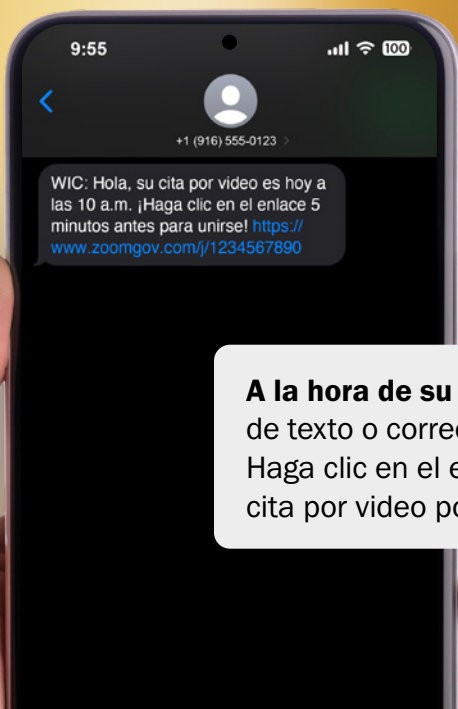 9:55
100
+1 (916) 555-0123
WIC: Hola, su cita por video es hoy a
las 10 a.m. ¡Haga clic en el enlace 5
minutos antes para unirse! https://
www.zoomgov.com/j/1234567890
A la hora de su
de texto o
Haga clic en el
cita por video